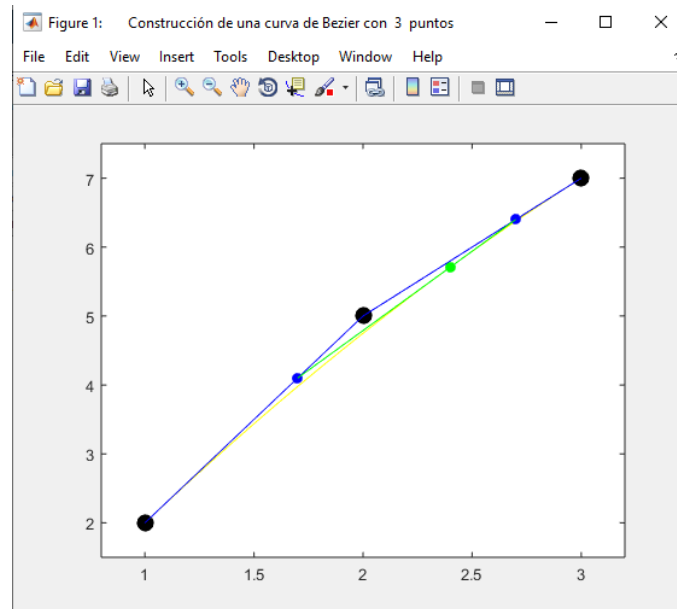 Figure 1: Construcción de una curva de Bezier con 3 puntos
File Edit View Insert Tools Desktop Window Help
7
6
5
4
3
2
1 1.5 2 2.5 3